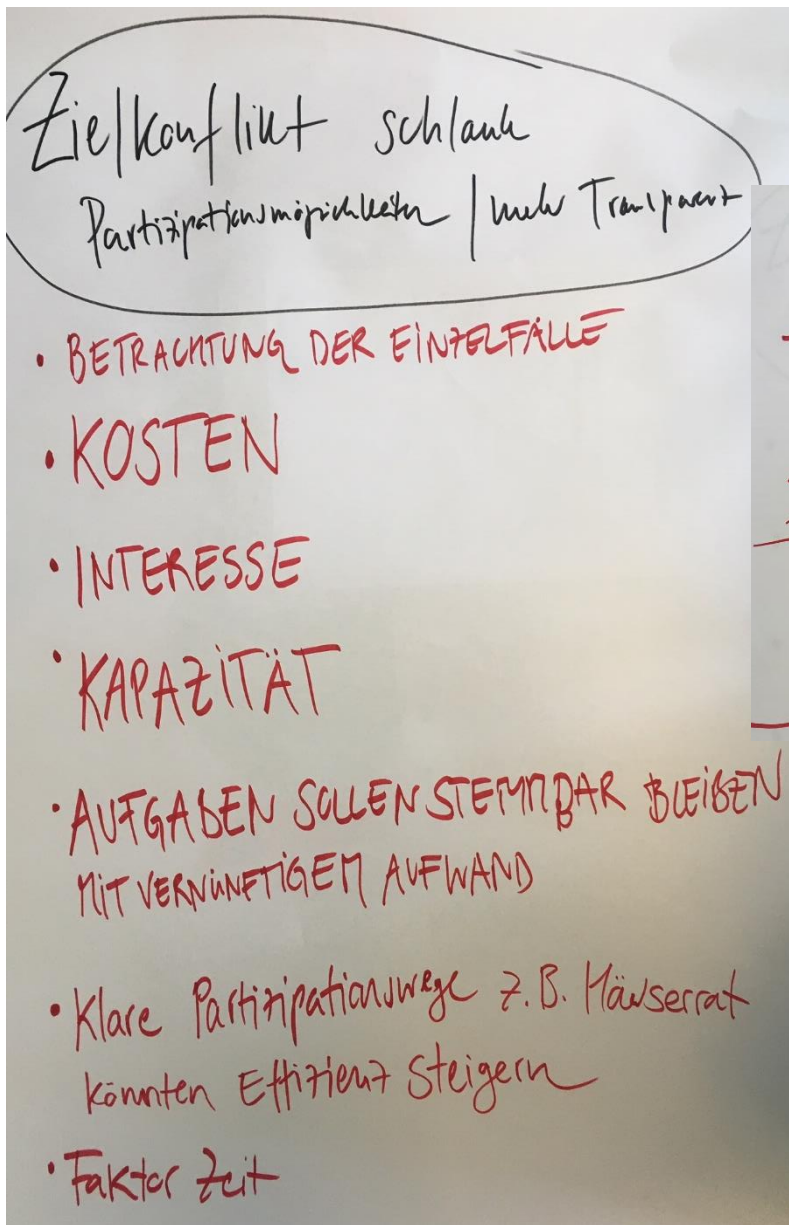 Zielkonflikt schlank
Partizipationsmöglichkeiten / mehr Transparenz
• BETRACHTUNG DER EINZELFÄLLE
• KOSTEN
• INTERESSE
• KAPAZITÄT
• AUFGABEN SOLLEN STEMMBAR BLEIBEN
MIT VERNÜNFTIGEM AUFWAND
• Klare Partizipationswege z.B. Häuserrat
könnten Effizienz Steigern
• Faktor Zeit